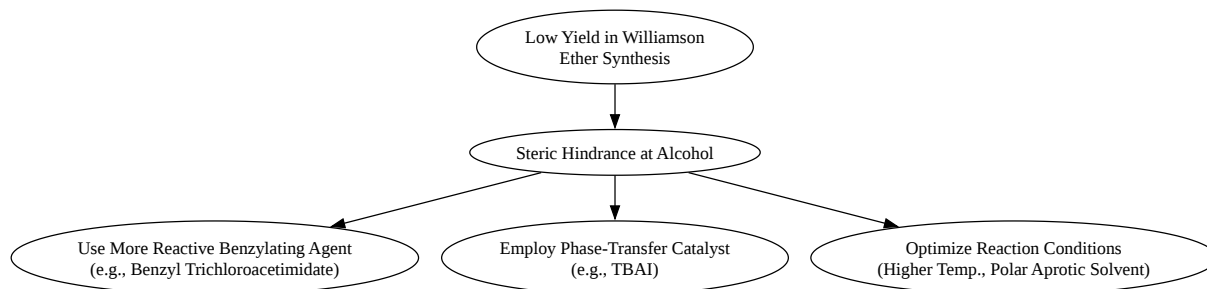 Low Yield in Williamson
Ether Synthesis
Steric Hindrance at Alcohol
Use More Reactive Benzylating Agent
(e.g., Benzyl Trichloroacetimidate)
Employ Phase-Transfer Catalyst
(e.g., TBAI)
Optimize Reaction Conditions
(Higher Temp., Polar Aprotic Solvent)